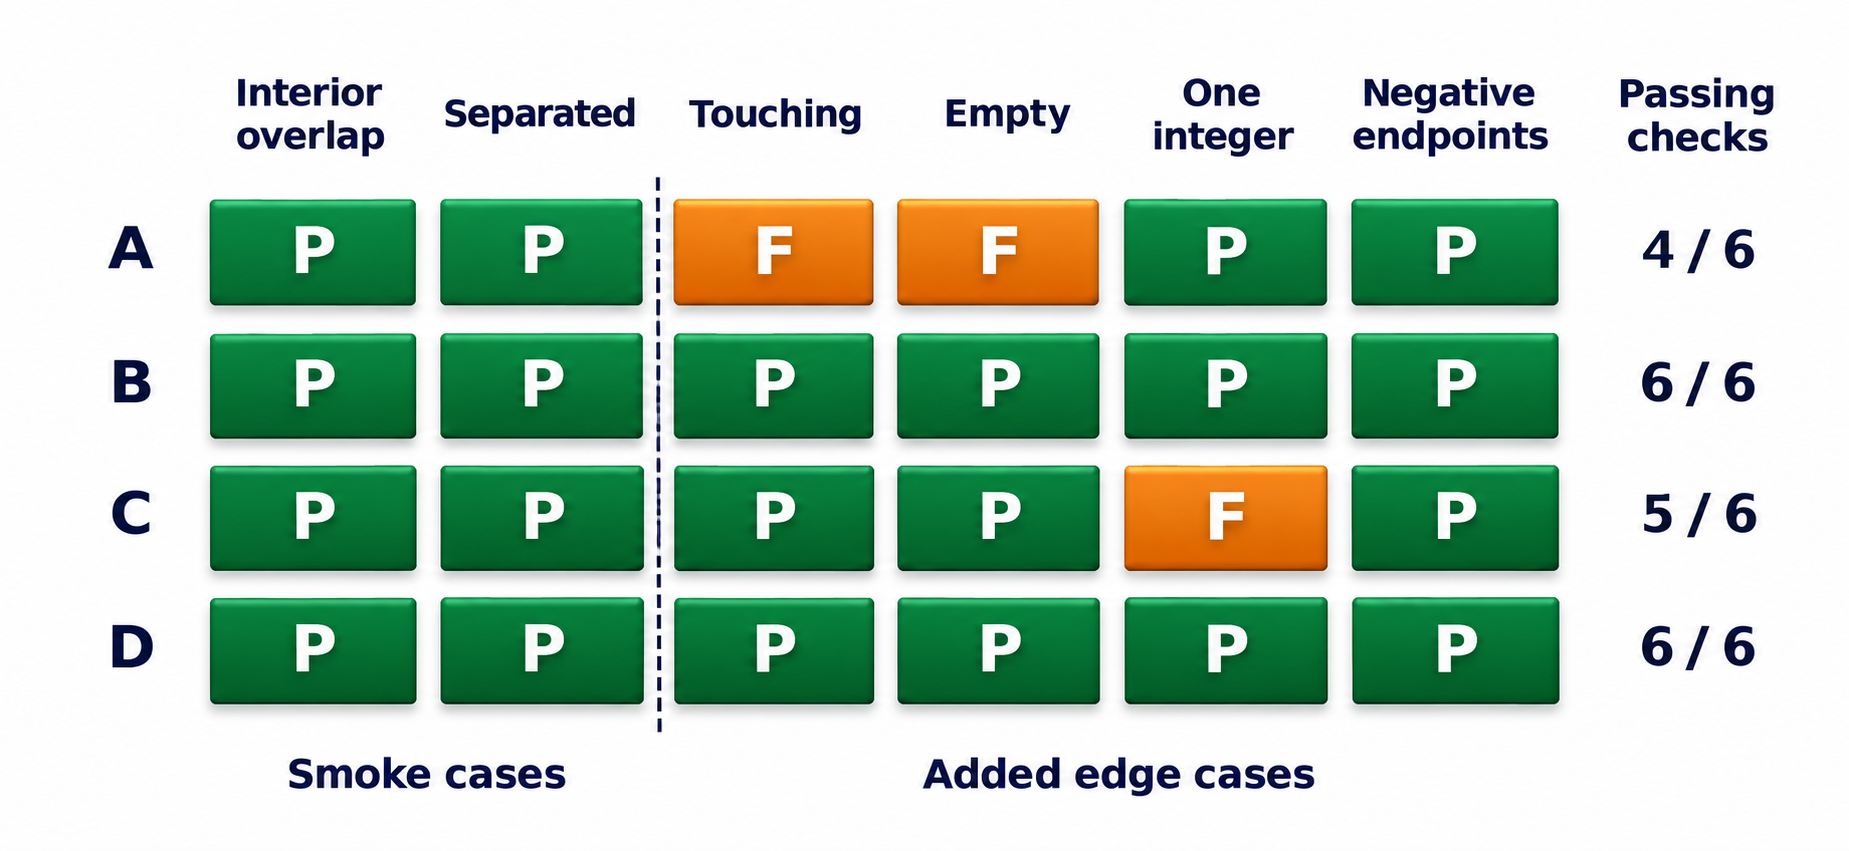 Interior
overlap
Separated
Touching
Empty
One
integer
Negative
endpoints
Passing
checks
A P P F F P P 4 / 6
B P P P P P P 6 / 6
C P P P P F P 5 / 6
D P P P P P P 6 / 6
Smoke cases
Added edge cases